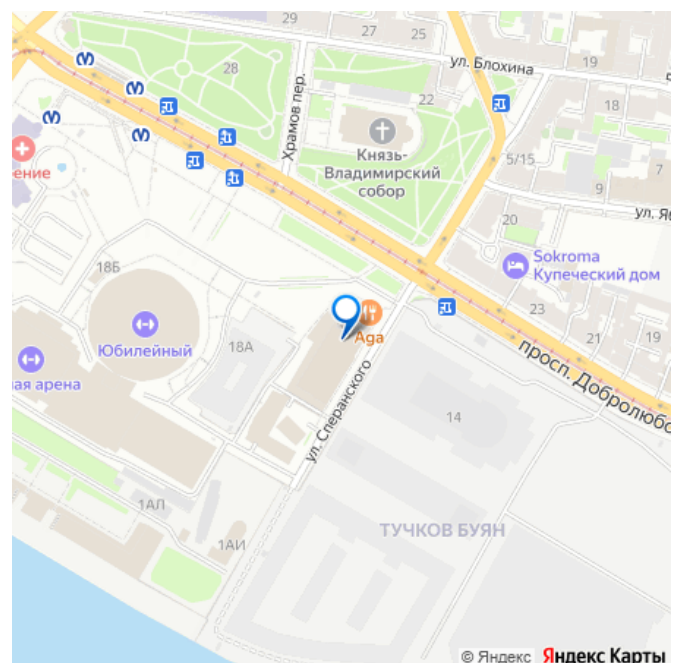 29
27
25
ул. Блохина
19
28
22
18
Храмов пер.
Князь-
Владимирский
собор
5/15
7
9
ение
ул. Яб
20
Sokroma
Купеческий дом
18Б
Юбилейный
18А
Aga
23
21
19
ная арена
просп. Добролюбо
ул. Сперанского
14
1АЛ
ТУЧКОВ БУЯН
1АИ
© Яндекс Яндекс Карты